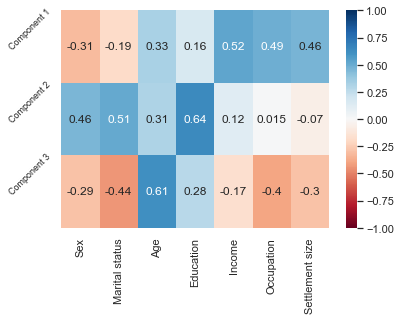 Component 1
-0.31 -0.19 0.33 0.16 0.52 0.49 0.46
Component 2
0.46 0.51 0.31 0.64 0.12 0.015 -0.07
Component 3
-0.29 -0.44 0.61 0.28 -0.17 -0.4 -0.3
Sex
Marital status
Age
Education
Income
Occupation
Settlement size
1.00
0.75
0.50
0.25
0.00
-0.25
-0.50
-0.75
-1.00